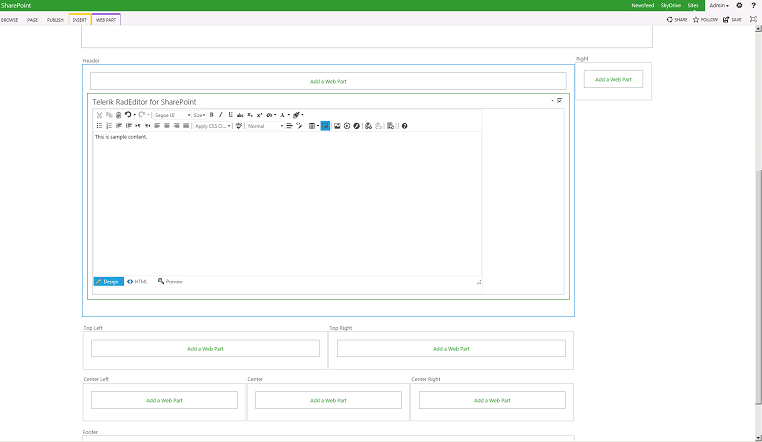 SharePoint
Newsfeed SkyDrive Sites Admin ?
BROWSE PAGE PUBLISH INSERT WEB PART
SHARE FOLLOW SAVE
Header
Right
Add a Web Part
Add a Web Part
Telerik RadEditor for SharePoint
Segoe UI Size B I U abc
Apply CSS Cl... Normal
This is sample content.
Design HTML Preview
Top Left
Top Right
Add a Web Part
Add a Web Part
Center Left
Center
Center Right
Add a Web Part
Add a Web Part
Add a Web Part
Footer